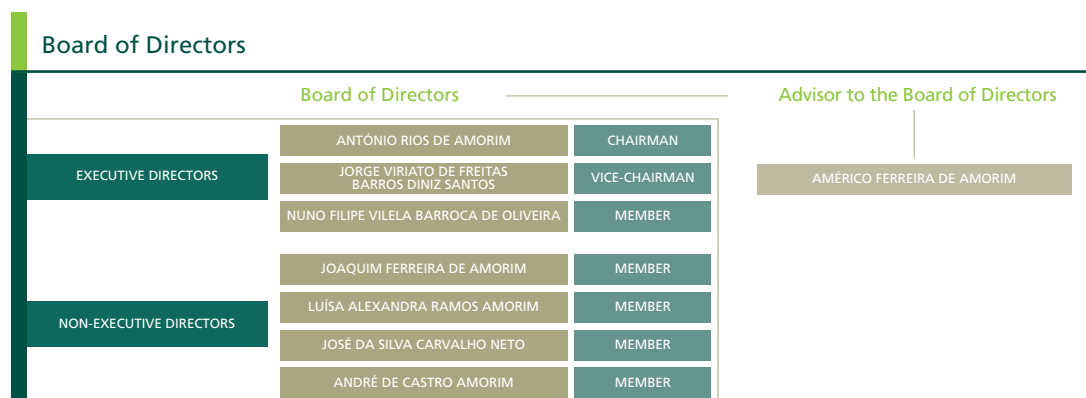 Board of Directors
Board of Directors
Advisor to the Board of Directors
EXECUTIVE DIRECTORS
ANTÓNIO RIOS DE AMORIM
CHAIRMAN
JORGE VIRIATO DE FREITAS
BARROS DINIZ SANTOS
VICE-CHAIRMAN
NUNO FILIPE VILELA BARROCA DE OLIVEIRA
MEMBER
AMÉRICO FERREIRA DE AMORIM
NON-EXECUTIVE DIRECTORS
JOAQUIM FERREIRA DE AMORIM
MEMBER
LUÍSA ALEXANDRA RAMOS AMORIM
MEMBER
JOSÉ DA SILVA CARVALHO NETO
MEMBER
ANDRÉ DE CASTRO AMORIM
MEMBER